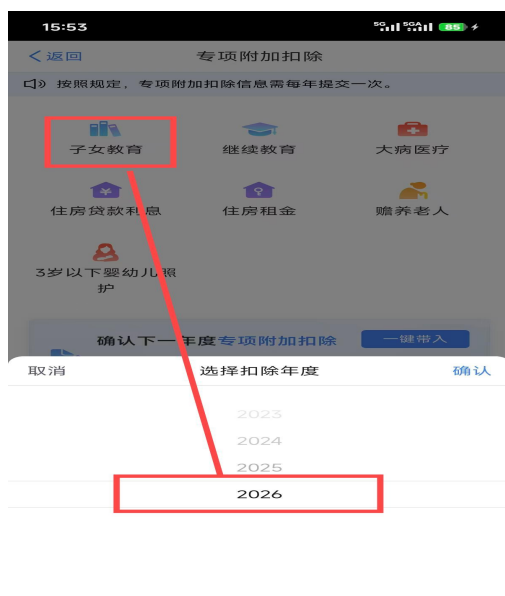 15:53
5G 5GA 85
返回
专项附加扣除
按照规定，专项附加扣除信息需每年提交一次。
子女教育
继续教育
大病医疗
住房贷款利息
住房租金
赡养老人
3岁以下婴幼儿照
护
确认下一年度专项附加扣除
一键带入
取消
选择扣除年度
确认
2023
2024
2025
2026